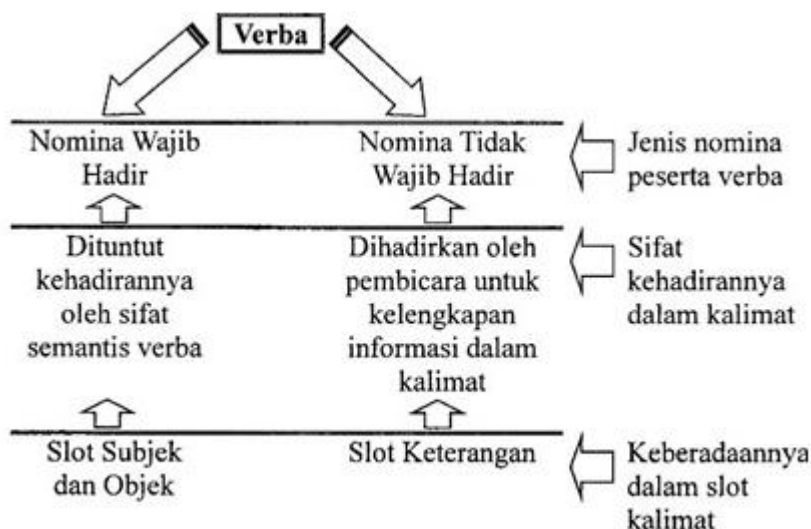 Verba
Nomina Wajib
Hadir
Nomina Tidak
Wajib Hadir
Jenis nomina
peserta verba
Dituntut
kehadirannya
oleh sifat
semantis verba
Dihadirkan oleh
pembicara untuk
kelengkapan
informasi dalam
kalimat
Sifat
kehadirannya
dalam kalimat
Slot Subjek
dan Objek
Slot Keterangan
Keberadaannya
dalam slot
kalimat